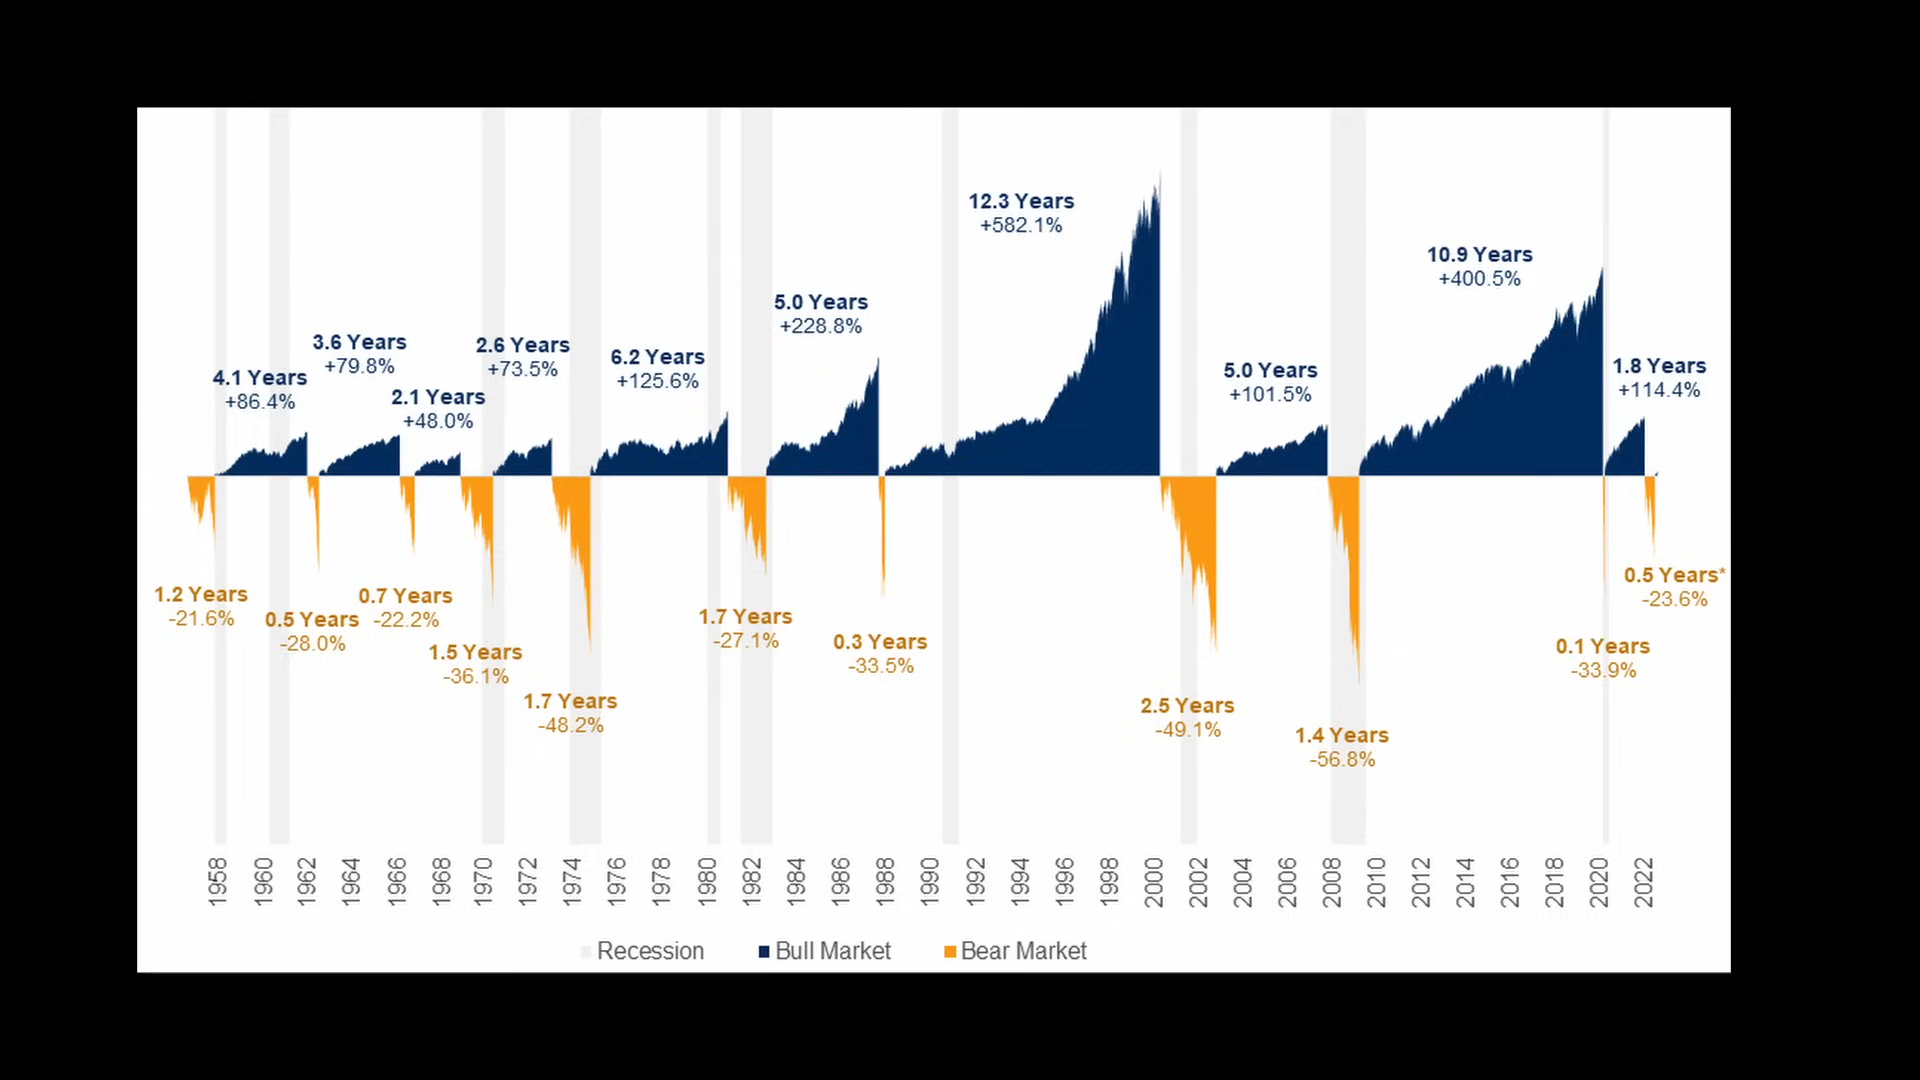 12.3 Years
+582.1%
10.9 Years
+400.5%
5.0 Years
+228.8%
3.6 Years
+79.8%
2.6 Years
+73.5%
6.2 Years
+125.6%
4.1 Years
+86.4%
2.1 Years
+48.0%
5.0 Years
+101.5%
1.8 Years
+114.4%
1.2 Years
-21.6%
0.5 Years
-28.0%
0.7 Years
-22.2%
1.5 Years
-36.1%
1.7 Years
-48.2%
1.7 Years
-27.1%
0.3 Years
-33.5%
2.5 Years
-49.1%
1.4 Years
-56.8%
0.1 Years
-33.9%
0.5 Years*
-23.6%
1958
1960
1962
1964
1966
1968
1970
1972
1974
1976
1978
1980
1982
1984
1986
1988
1990
1992
1994
1996
1998
2000
2002
2004
2006
2008
2010
2012
2014
2016
2018
2020
2022
Recession
Bull Market
Bear Market